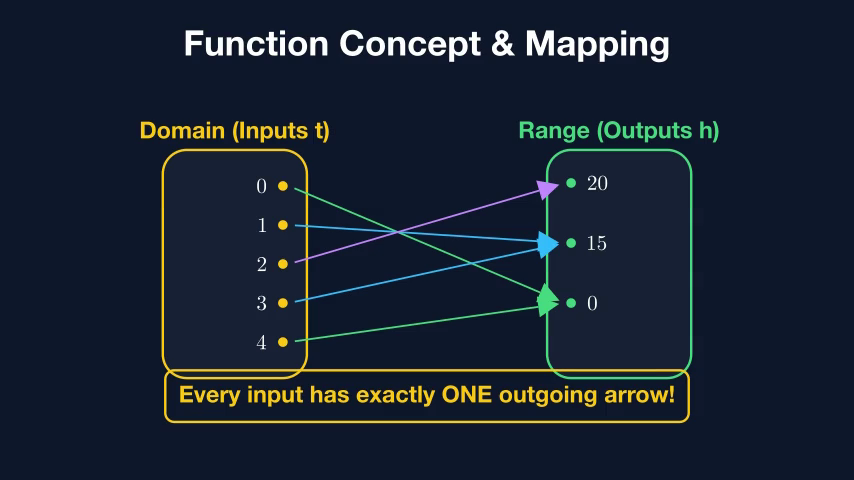 Function Concept & Mapping
Domain (Inputs t)
Range (Outputs h)
0
1
2
3
4
20
15
0
Every input has exactly ONE outgoing arrow!